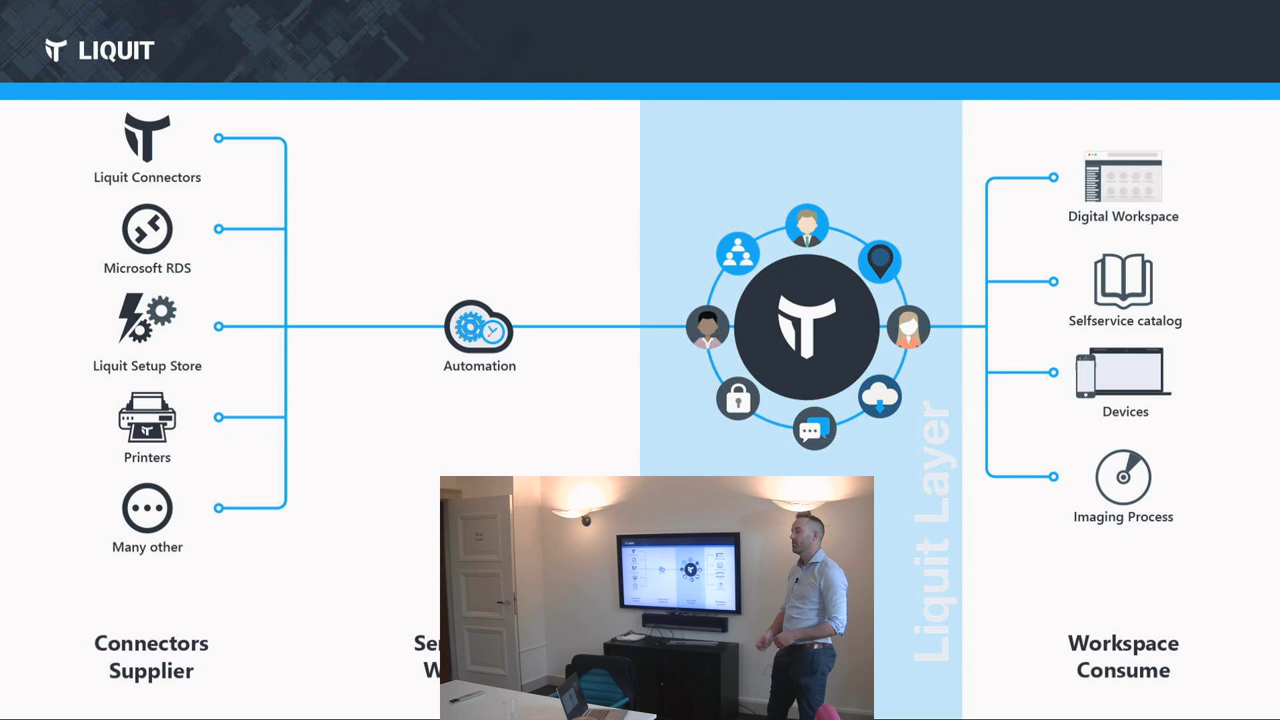 LIQUIT
Liquit Connectors
Microsoft RDS
Liquit Setup Store
Printers
Many other
Connectors
Supplier
Automation
Liquit Layer
Digital Workspace
Selfservice catalog
Devices
Imaging Process
Workspace
Consume